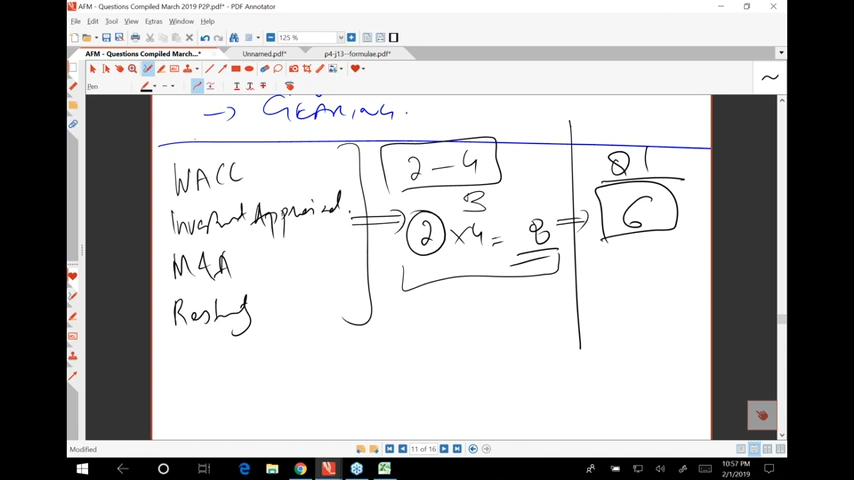 AFM - Questions Compiled March 2019 P2P.pdf* - PDF Annotator
File Edit Tool View Extras Window Help
125 %
AFM - Questions Compiled March...* Unnamed.pdf* p4-j13--formulae.pdf*
Pen
→ GEARING.
WACC
2 - 4
Q1
3
Investment Appraisal.
2 × 4 = 8
6
M&A
Modified
11 of 16
10:57 PM
2/1/2019